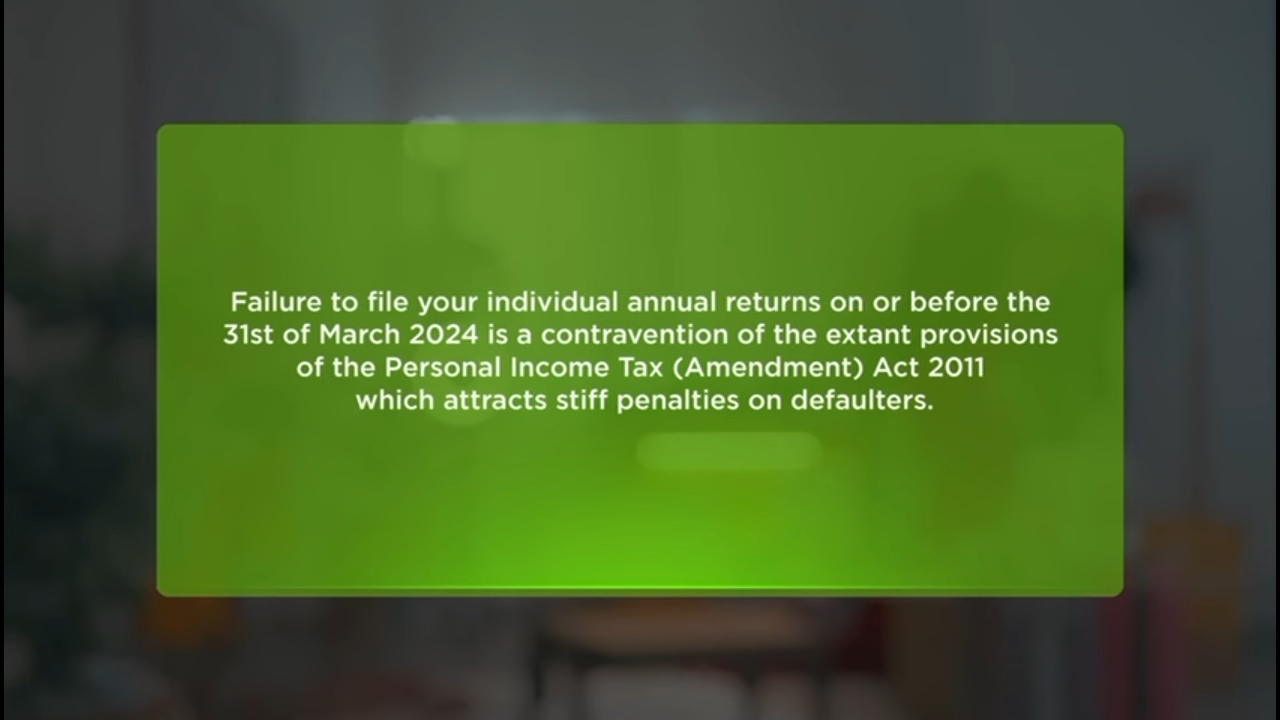 Failure to file your individual annual returns on or before the
31st of March 2024 is a contravention of the extant provisions
of the Personal Income Tax (Amendment) Act 2011
which attracts stiff penalties on defaulters.